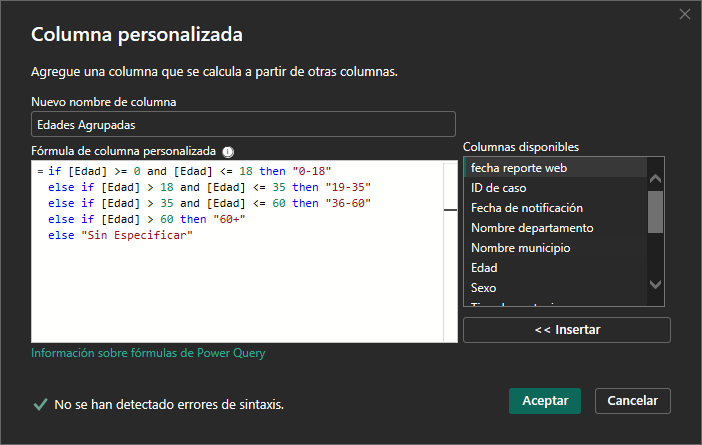 Columna personalizada
Agregue una columna que se calcula a partir de otras columnas.
Nuevo nombre de columna
Edades Agrupadas
Fórmula de columna personalizada
= if [Edad] >= 0 and [Edad] <= 18 then "0-18"
else if [Edad] > 18 and [Edad] <= 35 then "19-35"
else if [Edad] > 35 and [Edad] <= 60 then "36-60"
else if [Edad] > 60 then "60+"
else "Sin Especificar"
Columnas disponibles
fecha reporte web
ID de caso
Fecha de notificación
Nombre departamento
Nombre municipio
Edad
Sexo
<< Insertar
Información sobre fórmulas de Power Query
No se han detectado errores de sintaxis.
Aceptar
Cancelar